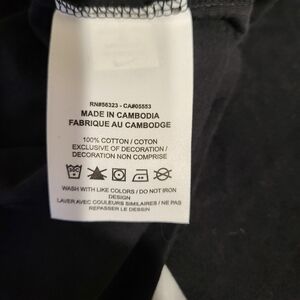 RN#56323 - CA#05553
MADE IN CAMBODIA
FABRIQUE AU CAMBODGE
100% COTTON / COTON
EXCLUSIVE OF DECORATION /
DECORATION NON COMPRISE
WASH WITH LIKE COLORS / DO NOT IRON
DESIGN
LAVER AVEC COULEURS SIMILAIRES / NE PAS
REPASSER LE DESSIN